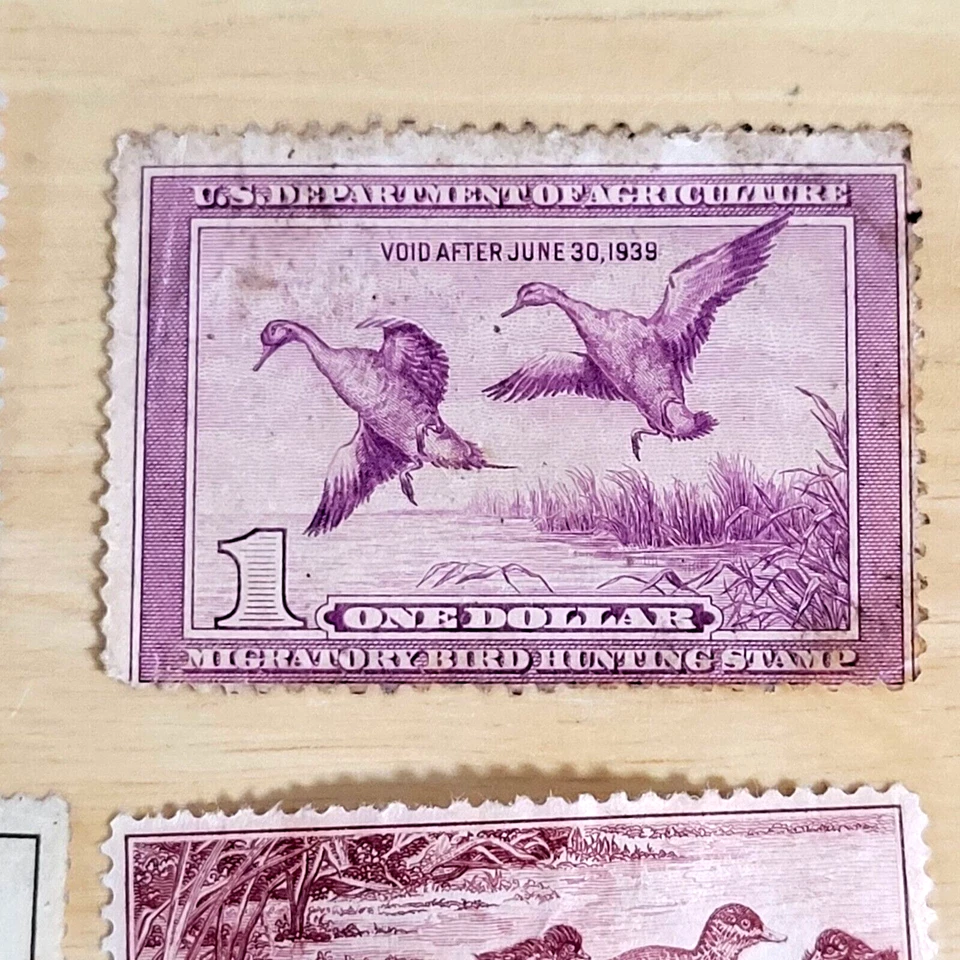 U.S. DEPARTMENT OF AGRICULTURE
VOID AFTER JUNE 30, 1939
1
ONE DOLLAR
MIGRATORY BIRD HUNTING STAMP